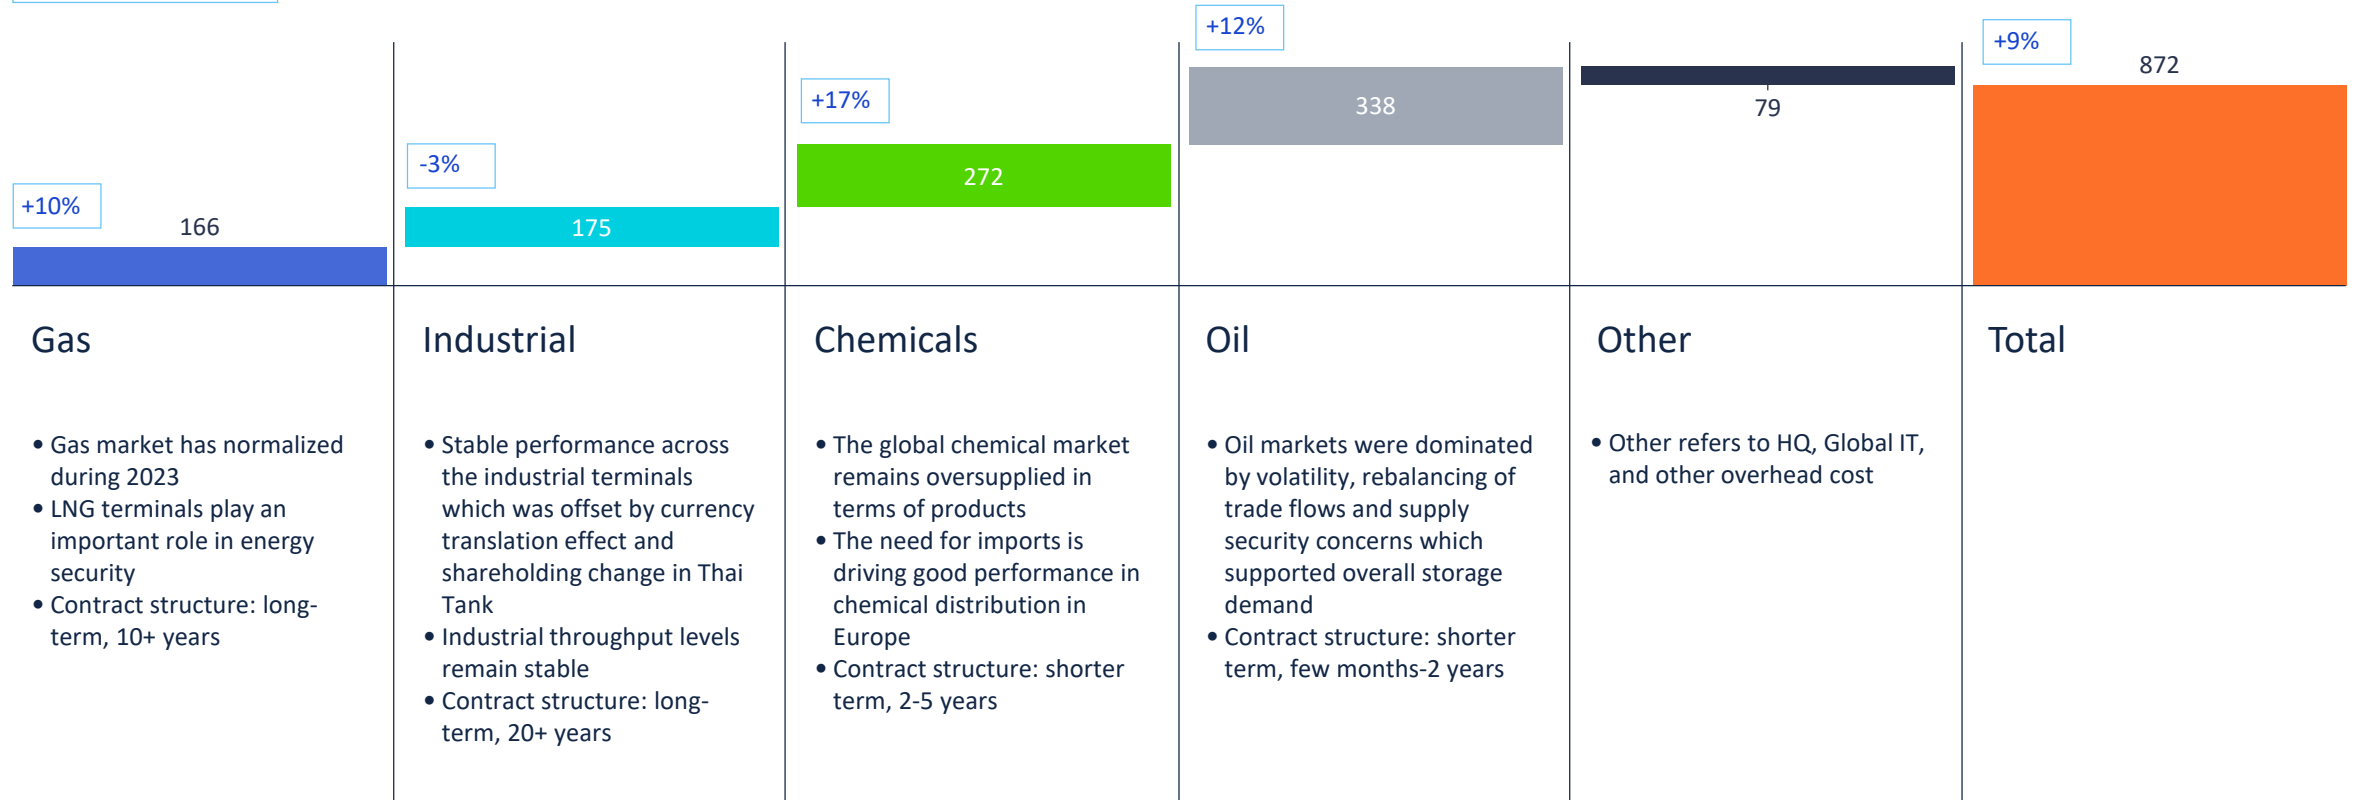 +10%
166
-3%
175
+17%
272
+12%
338
79
+9%
872
Gas
• Gas market has normalized
during 2023
• LNG terminals play an
important role in energy
security
• Contract structure: long-
term, 10+ years
Industrial
• Stable performance across
the industrial terminals
which was offset by currency
translation effect and
shareholding change in Thai
Tank
• Industrial throughput levels
remain stable
• Contract structure: long-
term, 20+ years
Chemicals
• The global chemical market
remains oversupplied in
terms of products
• The need for imports is
driving good performance in
chemical distribution in
Europe
• Contract structure: shorter
term, 2-5 years
Oil
• Oil markets were dominated
by volatility, rebalancing of
trade flows and supply
security concerns which
supported overall storage
demand
• Contract structure: shorter
term, few months-2 years
Other
• Other refers to HQ, Global IT,
and other overhead cost
Total